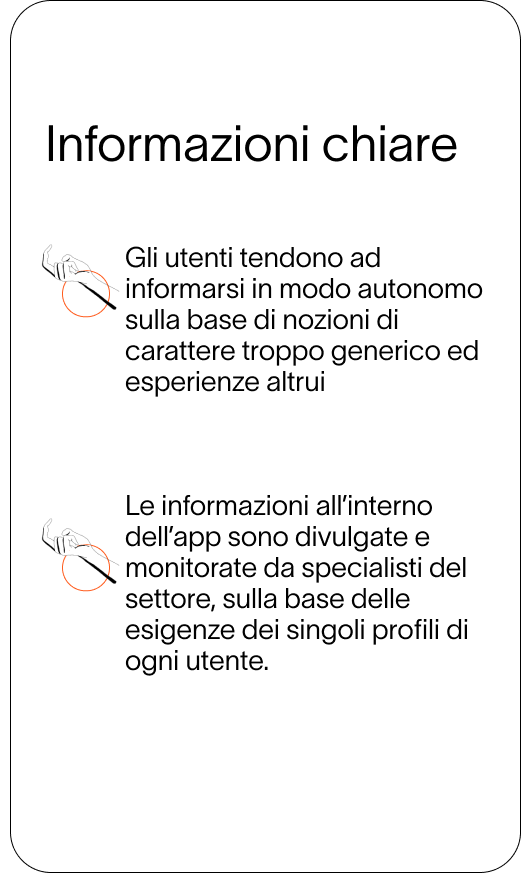 Informazioni chiare
Gli utenti tendono ad
informarsi in modo autonomo
sulla base di nozioni di
carattere troppo generico ed
esperienze altrui
Le informazioni all’interno
dell’app sono divulgate e
monitorate da specialisti del
settore, sulla base delle
esigenze dei singoli profili di
ogni utente.